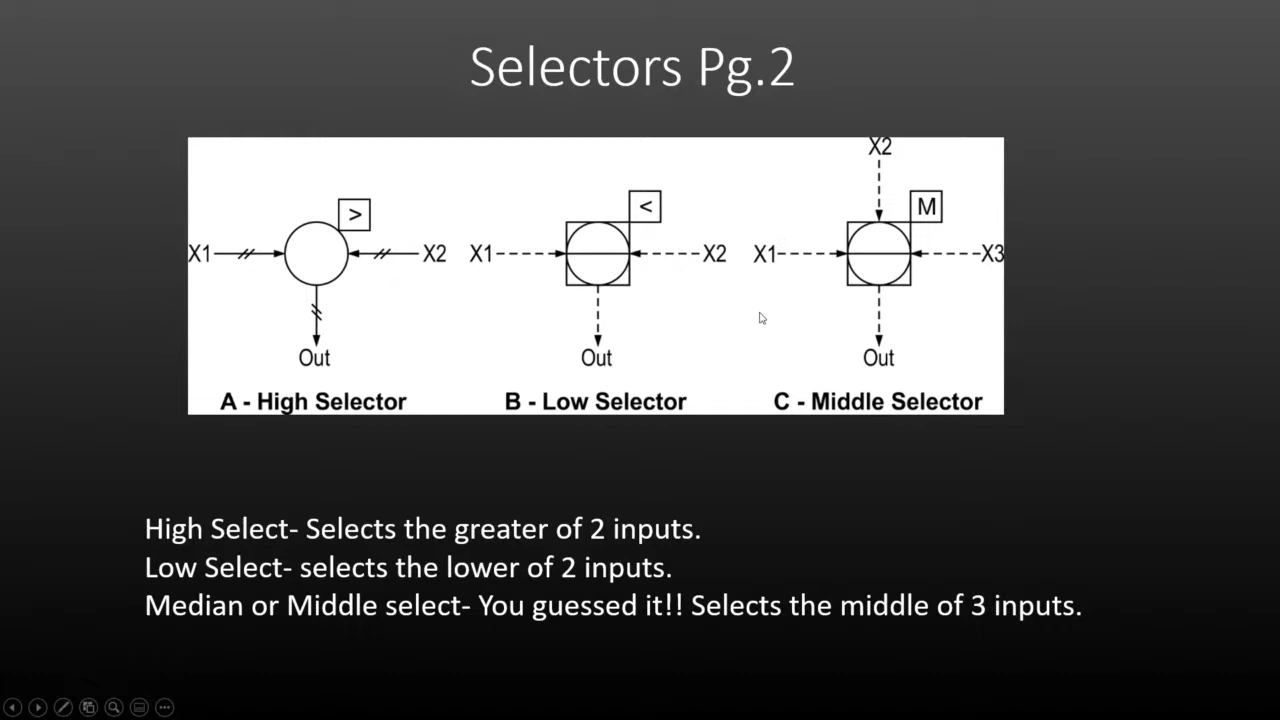 Selectors Pg.2
X2
> < M
X1 X2 X1 X2 X1 X3
Out Out Out
A - High Selector B - Low Selector C - Middle Selector
High Select- Selects the greater of 2 inputs.
Low Select- selects the lower of 2 inputs.
Median or Middle select- You guessed it!! Selects the middle of 3 inputs.